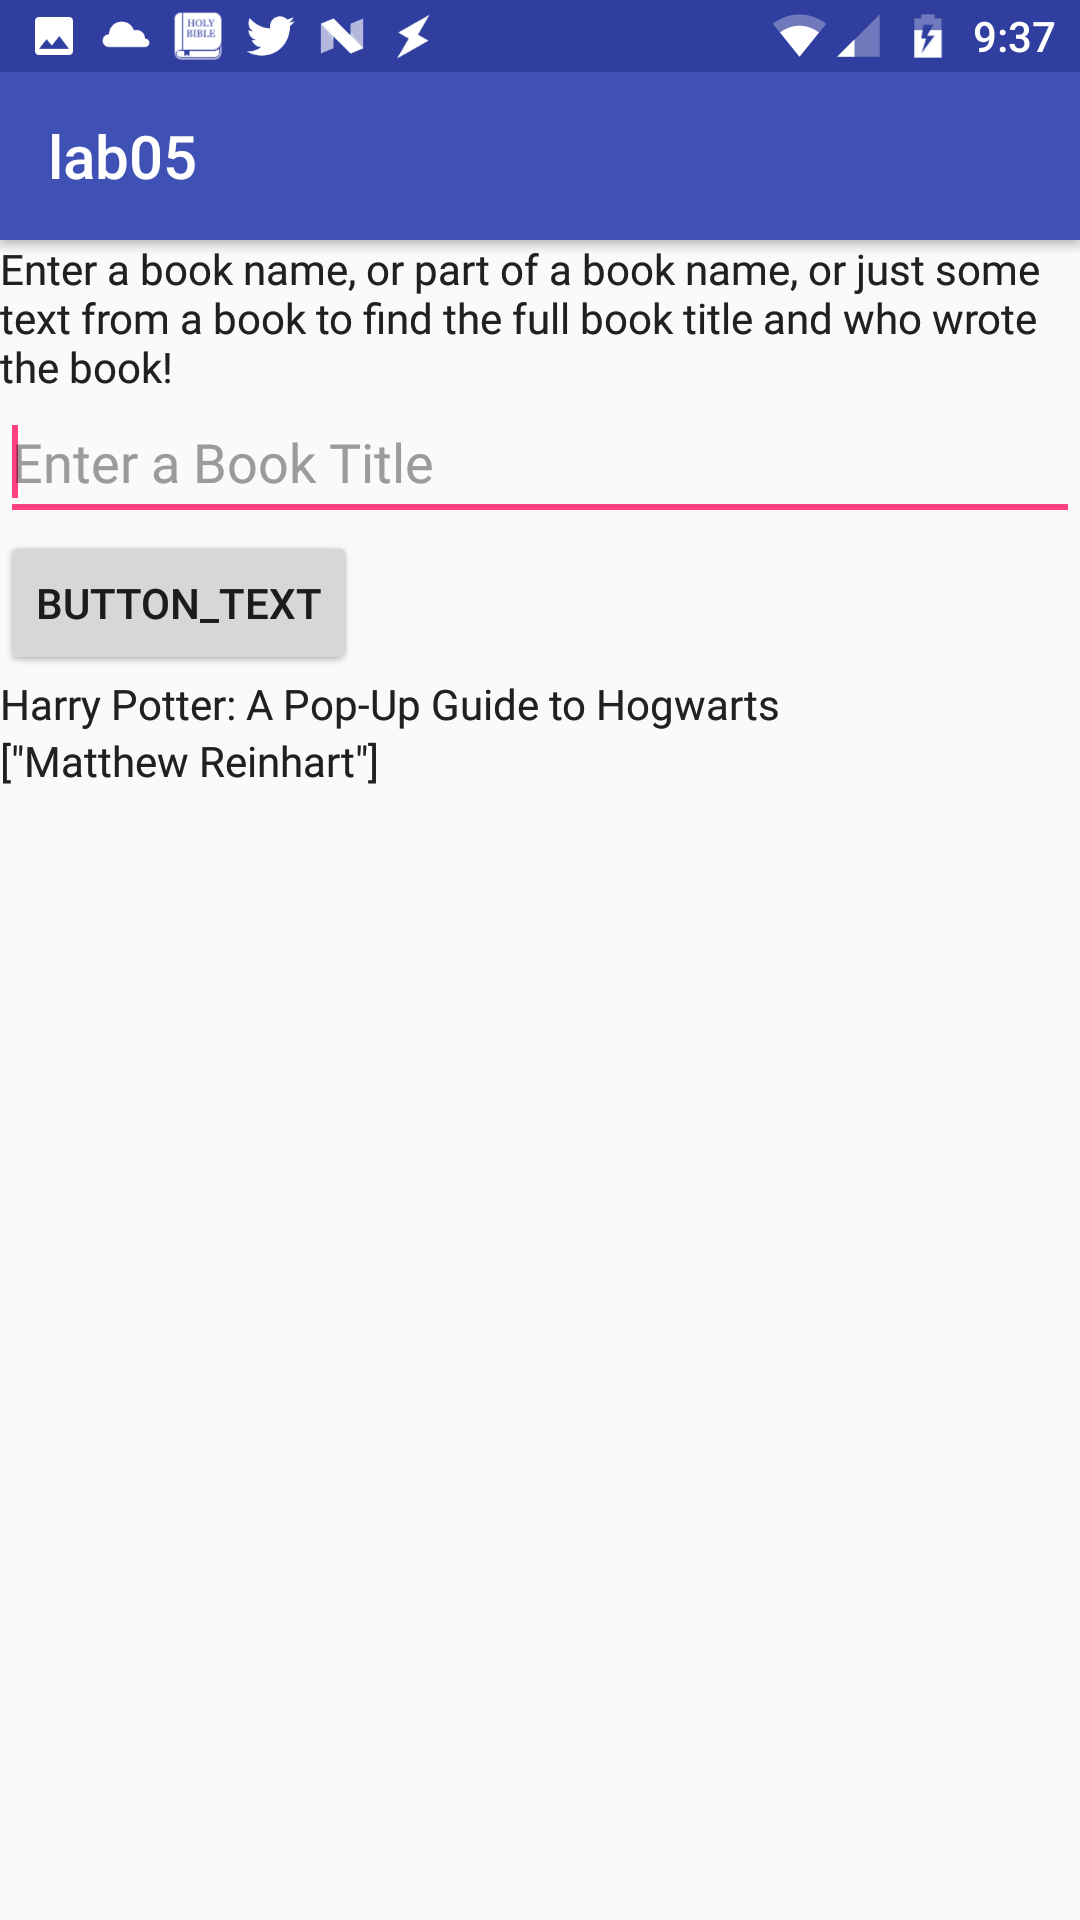 HOLY
BIBLE
9:37
lab05
Enter a book name, or part of a book name, or just some
text from a book to find the full book title and who wrote
the book!
Enter a Book Title
BUTTON_TEXT
Harry Potter: A Pop-Up Guide to Hogwarts
["Matthew Reinhart"]